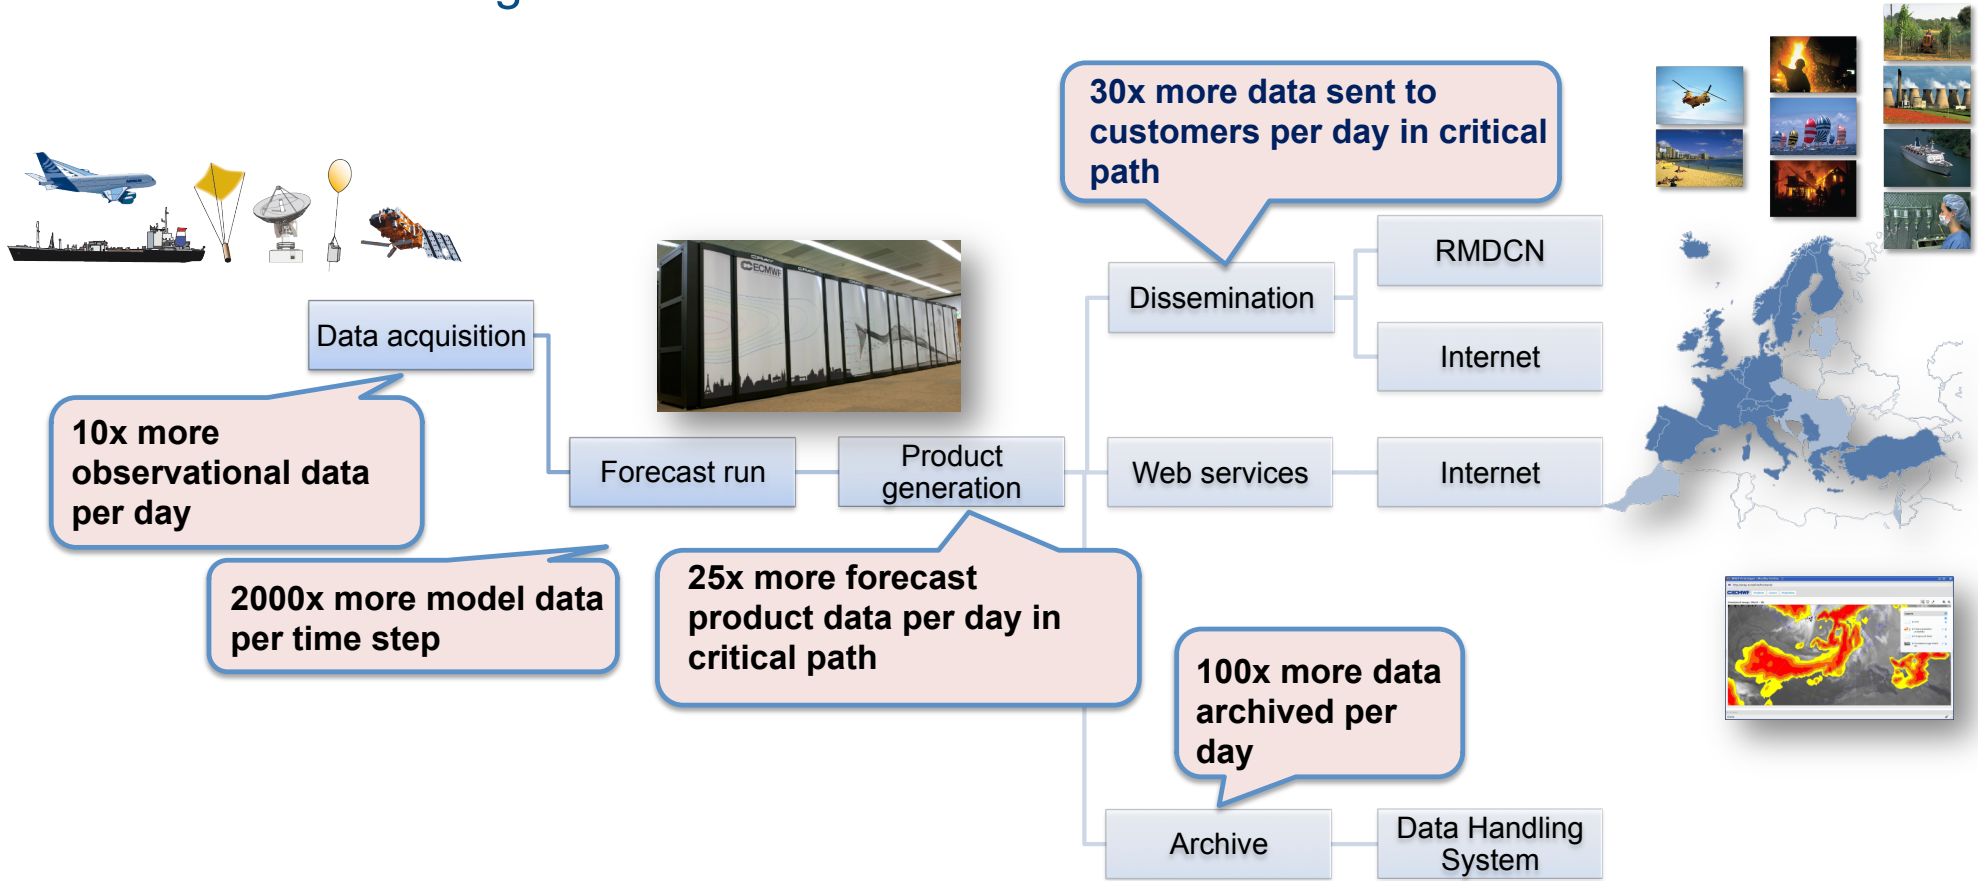 30x more data sent to
customers per day in critical
path
RMDCN
ECMWF
Dissemination
Data acquisition
Internet
10x more
observational data
per day
Forecast run
Product
generation
Web services
Internet
2000x more model data
per time step
25x more forecast
product data per day in
critical path
ECMWF
100x more data
archived per
day
Archive
Data Handling
System